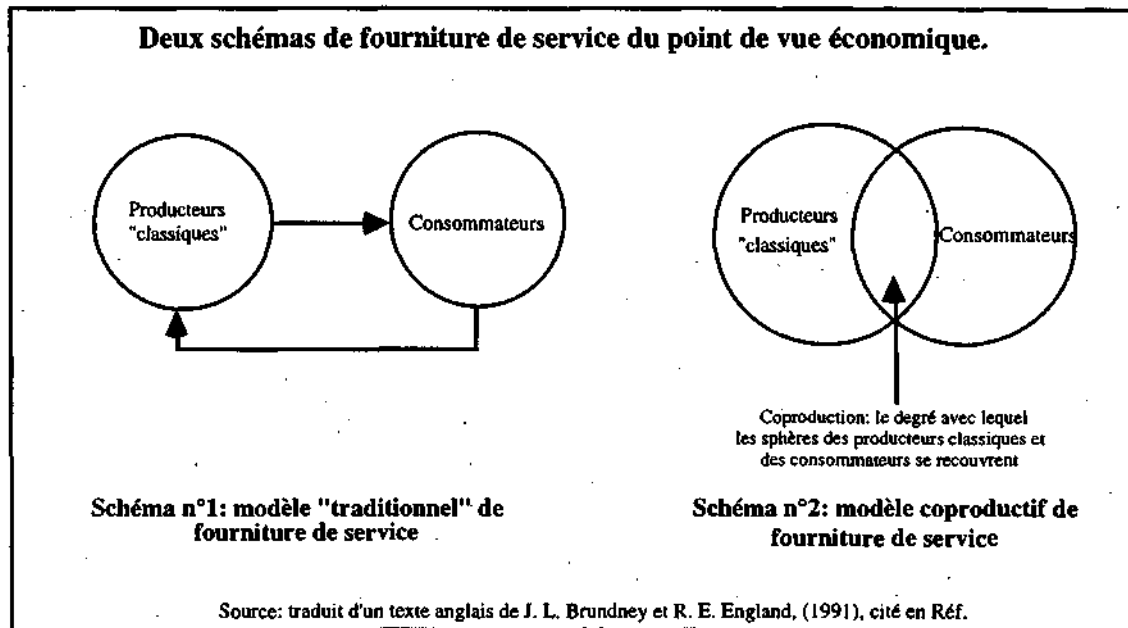 Deux schémas de fourniture de service du point de vue économique.
Producteurs
"classiques"
Consommateurs
Producteurs
"classiques"
Consommateurs
Coproduction: le degré avec lequel
les sphères des producteurs classiques et
des consommateurs se recouvrent
Schéma n°1: modèle "traditionnel" de
fourniture de service
Schéma n°2: modèle coproductif de
fourniture de service
Source: traduit d'un texte anglais de J. L. Brundney et R. E. England, (1991), cité en Réf.